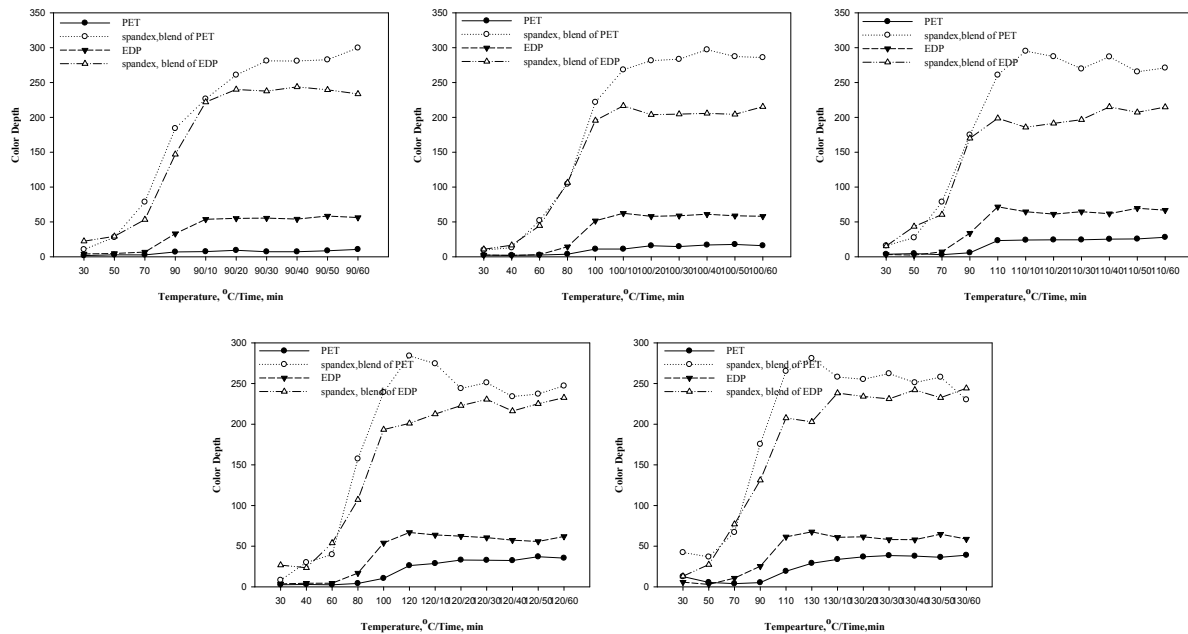 PET
spandex,blend of PET
EDP
spandex, blend of EDP
350
300
250
200
150
100
50
0
Color Depth
30 50 70 90 90/10 90/20 90/30 90/40 90/50 90/60
Temperature, ⁰C/Time, min
PET
spandex,blend of PET
EDP
spandex, blend of EDP
350
300
250
200
150
100
50
0
Color Depth
30 40 60 80 100 100/10 100/20 100/30 100/40 100/50 100/60
Temperature, ⁰C/Time, min
PET
spandex,blend of PET
EDP
spandex,blend of EDP
350
300
250
200
150
100
50
0
Color Depth
30 50 70 90 110 110/10 110/20 110/30 110/40 110/50 110/60
Temperature, ⁰C/Time, min
PET
spandex,blend of PET
EDP
spandex, blend of EDP
300
250
200
150
100
50
0
Color Depth
30 40 60 80 100 120 120/10 120/20 120/30 120/40 120/50 120/60
Temperature,⁰C/Time, min
PET
spandex,blend of PET
EDP
spandex, blend of EDP
300
250
200
150
100
50
0
Color Depth
30 50 70 90 110 130 130/10 130/20 130/30 130/40 130/50 130/60
Tempearture,⁰C/Time,min